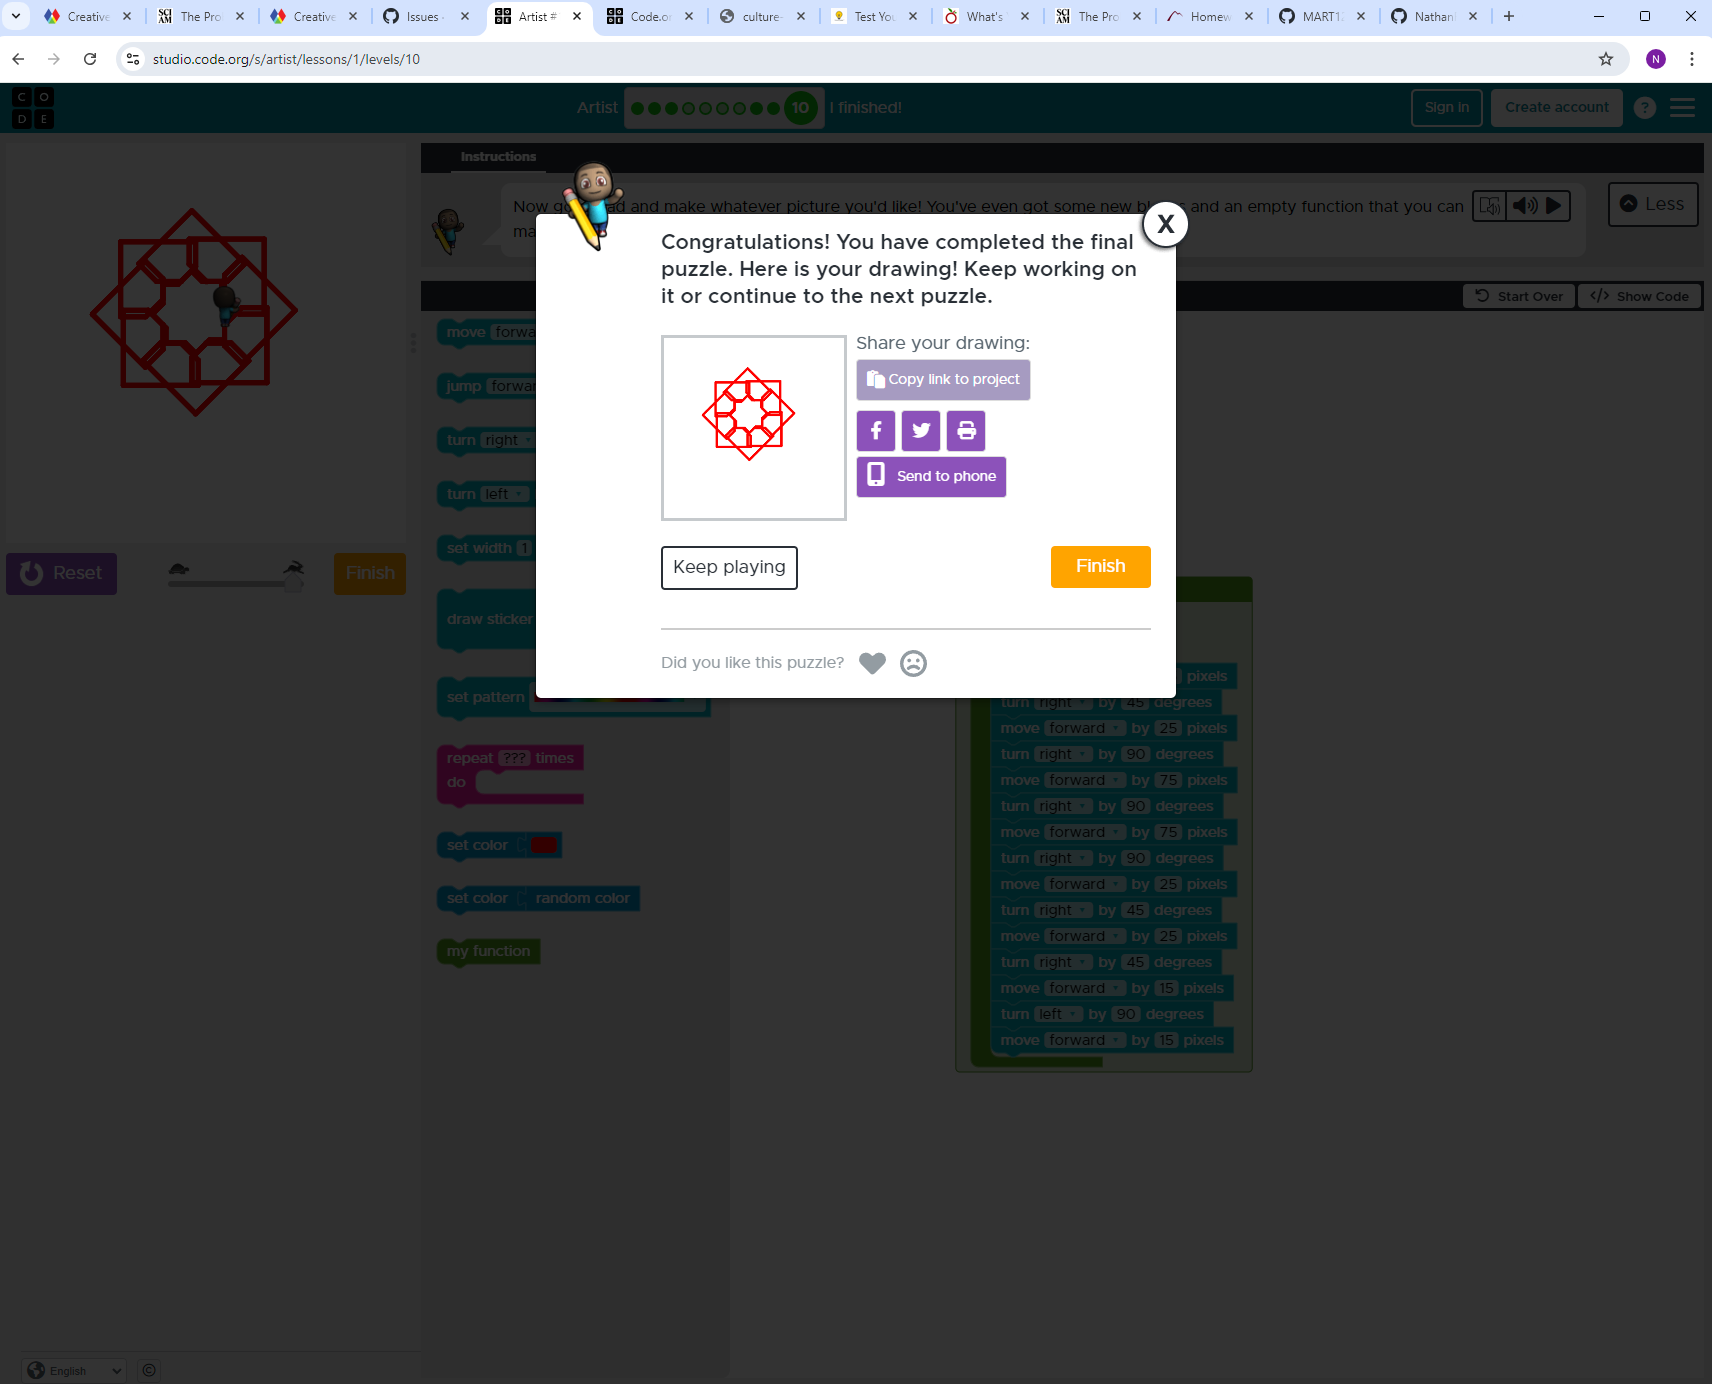 Creative
The Pro
Creative
Issues ·
Artist #
Code.or
culture-
Test You
What's
The Pro
Homew
MART1
Nathan
studio.code.org/s/artist/lessons/1/levels/10
N
C O
D E
Artist
10
I finished!
Sign in
Create account
?
Instructions
Now go
ad and make whatever picture you'd like! You've even got some new bl
and an empty function that you can
ma
Less
Start Over
</> Show Code
X
Congratulations! You have completed the final
puzzle. Here is your drawing! Keep working on
it or continue to the next puzzle.
Share your drawing:
Copy link to project
Send to phone
Keep playing
Finish
Did you like this puzzle?
Reset
Finish
move forwa
jump forwar
turn right
turn left
set width 1
draw sticker
set pattern
repeat ??? times
do
set color
set color random color
my function
pixels
turn right by 45 degrees
move forward by 25 pixels
turn right by 90 degrees
move forward by 75 pixels
turn right by 90 degrees
move forward by 75 pixels
turn right by 90 degrees
move forward by 25 pixels
turn right by 45 degrees
move forward by 25 pixels
turn right by 45 degrees
move forward by 15 pixels
turn left by 90 degrees
move forward by 15 pixels
English
©